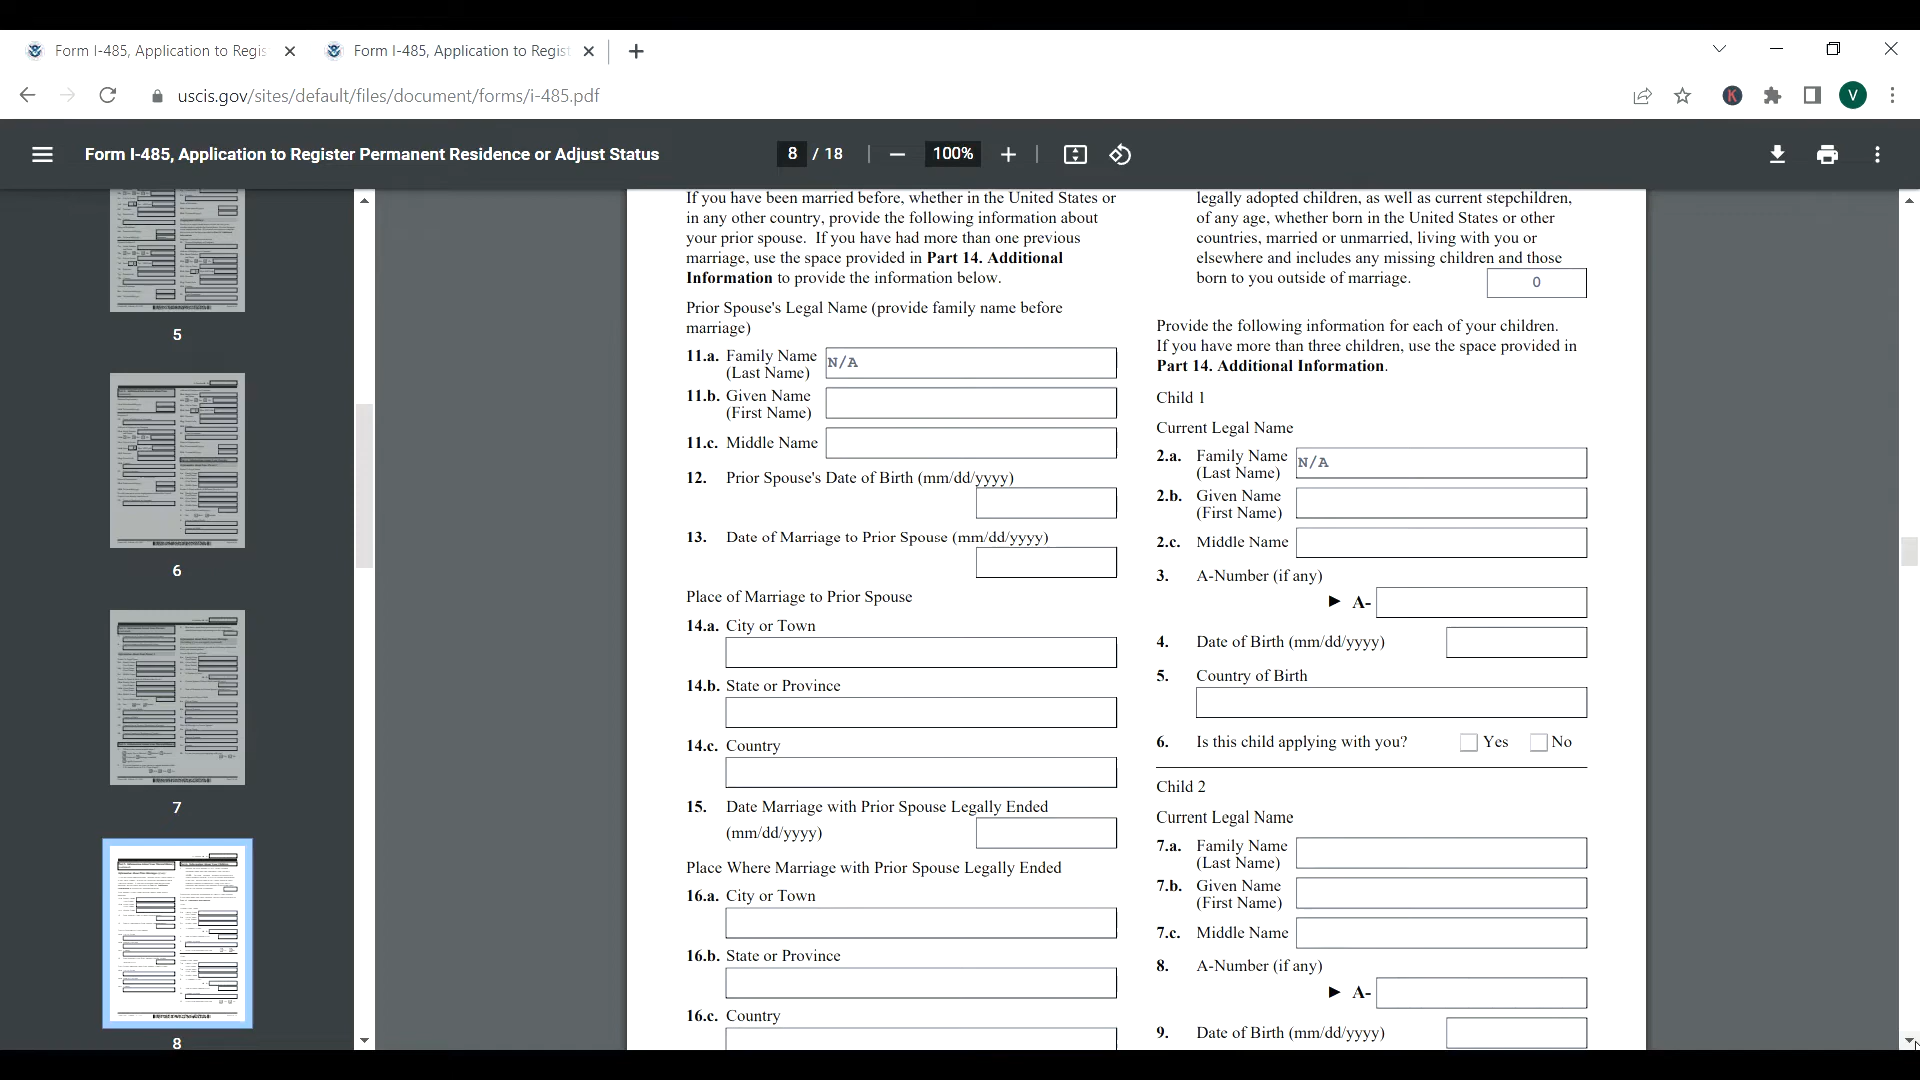 Form I-485, Application to Regis
Form I-485, Application to Regist
uscis.gov/sites/default/files/document/forms/i-485.pdf
K
V
Form I-485, Application to Register Permanent Residence or Adjust Status
8 / 18
100%
5
6
7
8
If you have been married before, whether in the United States or
in any other country, provide the following information about
your prior spouse. If you have had more than one previous
marriage, use the space provided in Part 14. Additional
Information to provide the information below.
Prior Spouse's Legal Name (provide family name before
marriage)
11.a. Family Name
(Last Name)
N/A
11.b. Given Name
(First Name)
11.c. Middle Name
12. Prior Spouse's Date of Birth (mm/dd/yyyy)
13. Date of Marriage to Prior Spouse (mm/dd/yyyy)
Place of Marriage to Prior Spouse
14.a. City or Town
14.b. State or Province
14.c. Country
15. Date Marriage with Prior Spouse Legally Ended
(mm/dd/yyyy)
Place Where Marriage with Prior Spouse Legally Ended
16.a. City or Town
16.b. State or Province
16.c. Country
legally adopted children, as well as current stepchildren,
of any age, whether born in the United States or other
countries, married or unmarried, living with you or
elsewhere and includes any missing children and those
born to you outside of marriage.
0
Provide the following information for each of your children.
If you have more than three children, use the space provided in
Part 14. Additional Information.
Child 1
Current Legal Name
2.a. Family Name
(Last Name)
N/A
2.b. Given Name
(First Name)
2.c. Middle Name
3. A-Number (if any)
► A-
4. Date of Birth (mm/dd/yyyy)
5. Country of Birth
6. Is this child applying with you? Yes No
Child 2
Current Legal Name
7.a. Family Name
(Last Name)
7.b. Given Name
(First Name)
7.c. Middle Name
8. A-Number (if any)
► A-
9. Date of Birth (mm/dd/yyyy)